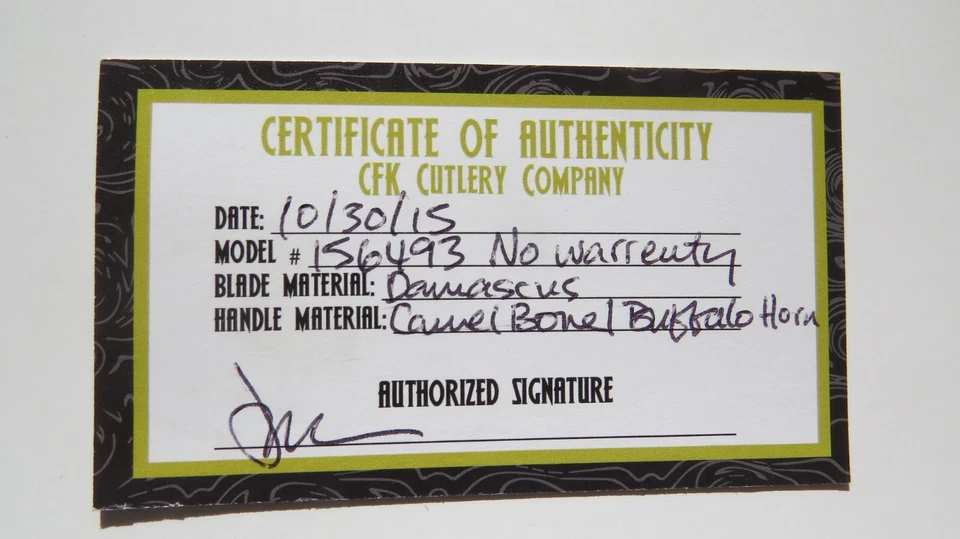 CERTIFICATE OF AUTHENTICITY
CFK CUTLERY COMPANY
DATE: 10/30/15
MODEL # 156493 No warrenty
BLADE MATERIAL: Damascus
HANDLE MATERIAL: Camel Bone/Buffalo Horn
AUTHORIZED SIGNATURE